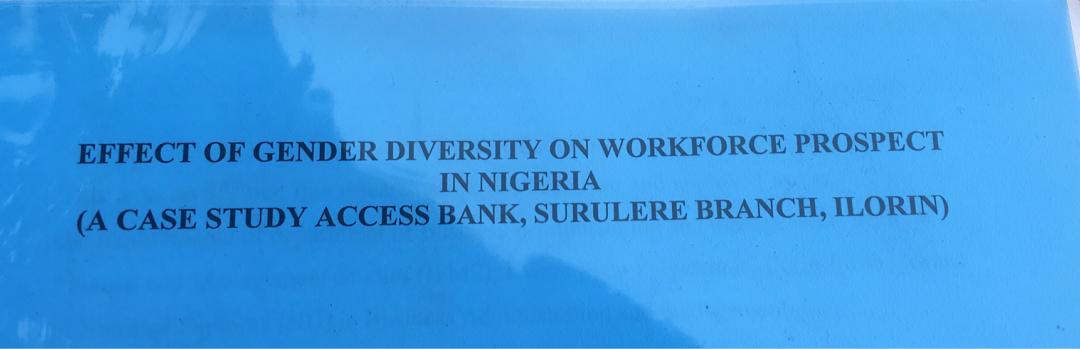 EFFECT OF GENDER DIVERSITY ON WORKFORCE PROSPECT
IN NIGERIA
(A CASE STUDY ACCESS BANK, SURULERE BRANCH, ILORIN)